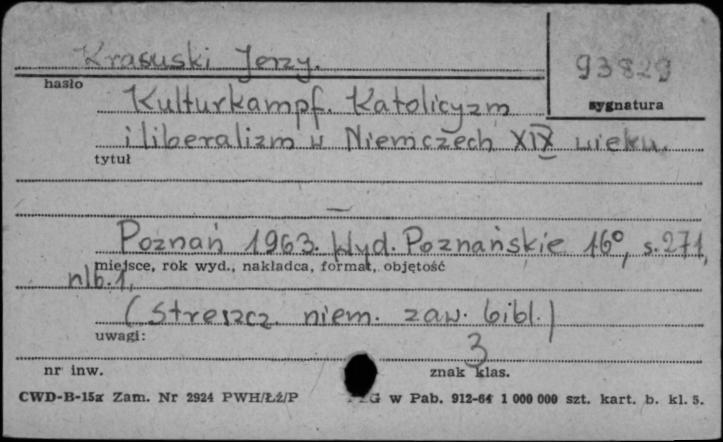 Krasuski Jerzy.
93829
hasło
sygnatura
Kulturkampf. Katolicyzm
i liberalizm w Niemczech XIX wieku.
tytuł
Poznań 1963. Wyd. Poznańskie 16°, s. 271,
miejsce, rok wyd., nakładca, format, objętość
nlb. 1,
(Streszcz. niem. zaw. bibl.)
uwagi:
3
nr inw.
znak klas.
CWD-B-15a Zam. Nr 2924 PWH/Łź/P
w Pab. 912-64 1 000 000 szt. kart. b. kl. 5.